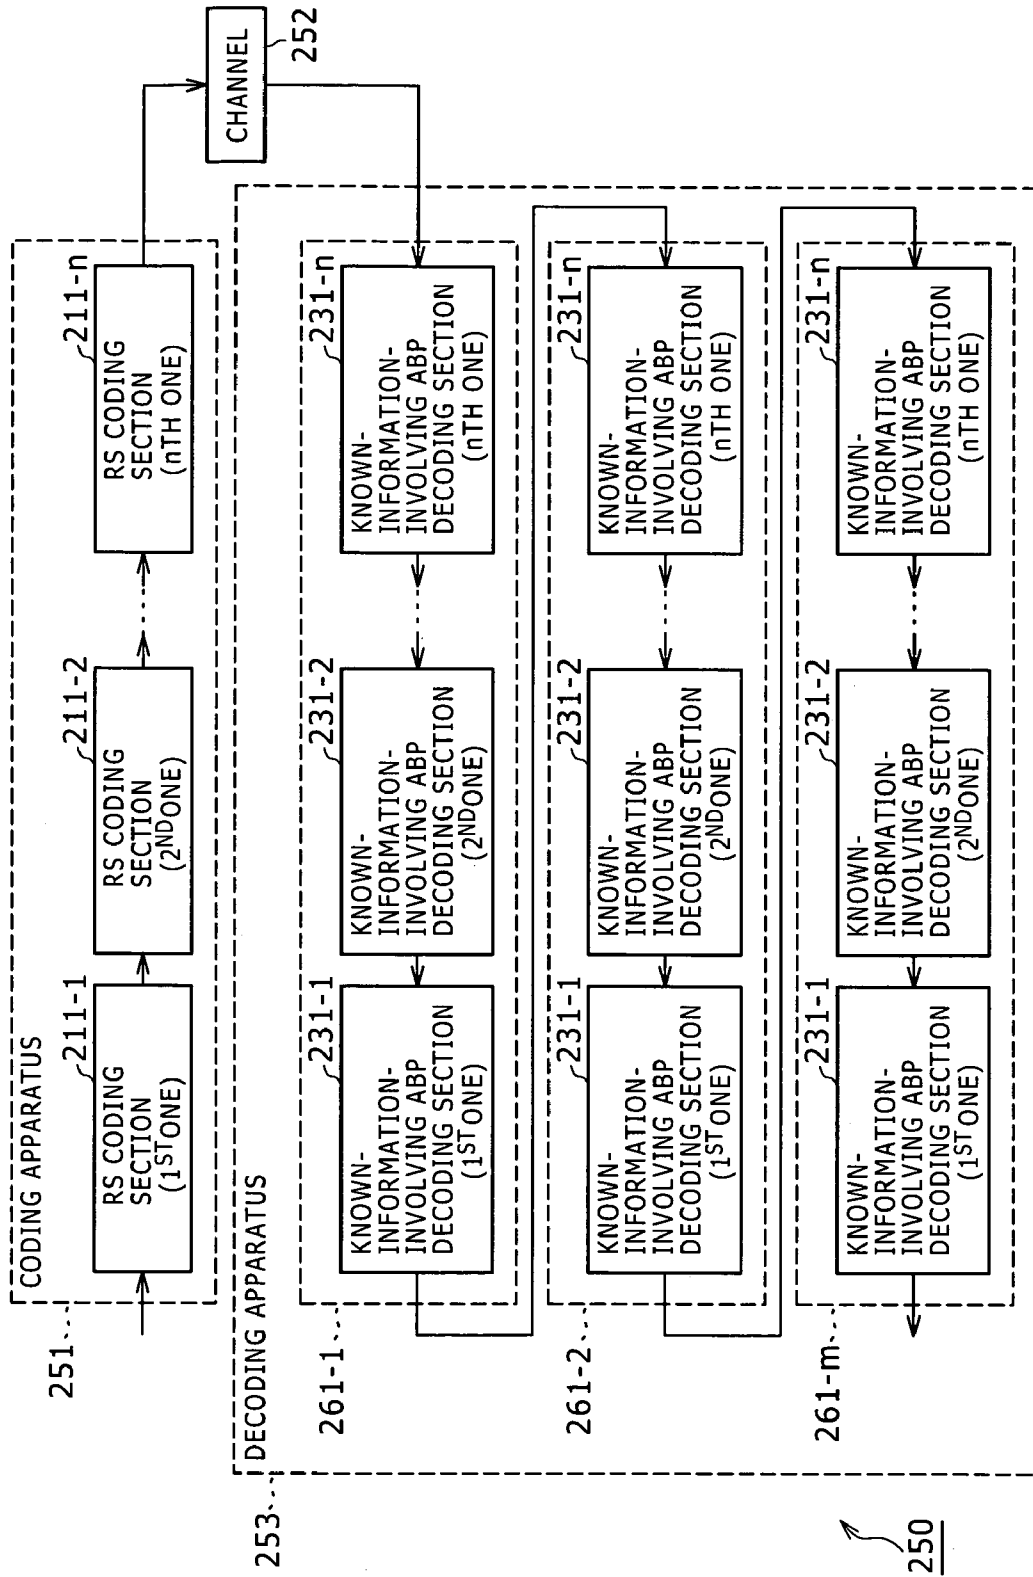 CODING APPARATUS
251
211-1
RS CODING
SECTION
(1ST ONE)
211-2
RS CODING
SECTION
(2ND ONE)
211-n
RS CODING
SECTION
(nTH ONE)
CHANNEL
252
253
DECODING APPARATUS
261-1
231-1
KNOWN-
INFORMATION-
INVOLVING ABP
DECODING SECTION
(1ST ONE)
231-2
KNOWN-
INFORMATION-
INVOLVING ABP
DECODING SECTION
(2ND ONE)
231-n
KNOWN-
INFORMATION-
INVOLVING ABP
DECODING SECTION
(nTH ONE)
261-2
231-1
KNOWN-
INFORMATION-
INVOLVING ABP
DECODING SECTION
(1ST ONE)
231-2
KNOWN-
INFORMATION-
INVOLVING ABP
DECODING SECTION
(2ND ONE)
231-n
KNOWN-
INFORMATION-
INVOLVING ABP
DECODING SECTION
(nTH ONE)
261-m
231-1
KNOWN-
INFORMATION-
INVOLVING ABP
DECODING SECTION
(1ST ONE)
231-2
KNOWN-
INFORMATION-
INVOLVING ABP
DECODING SECTION
(2ND ONE)
231-n
KNOWN-
INFORMATION-
INVOLVING ABP
DECODING SECTION
(nTH ONE)
250